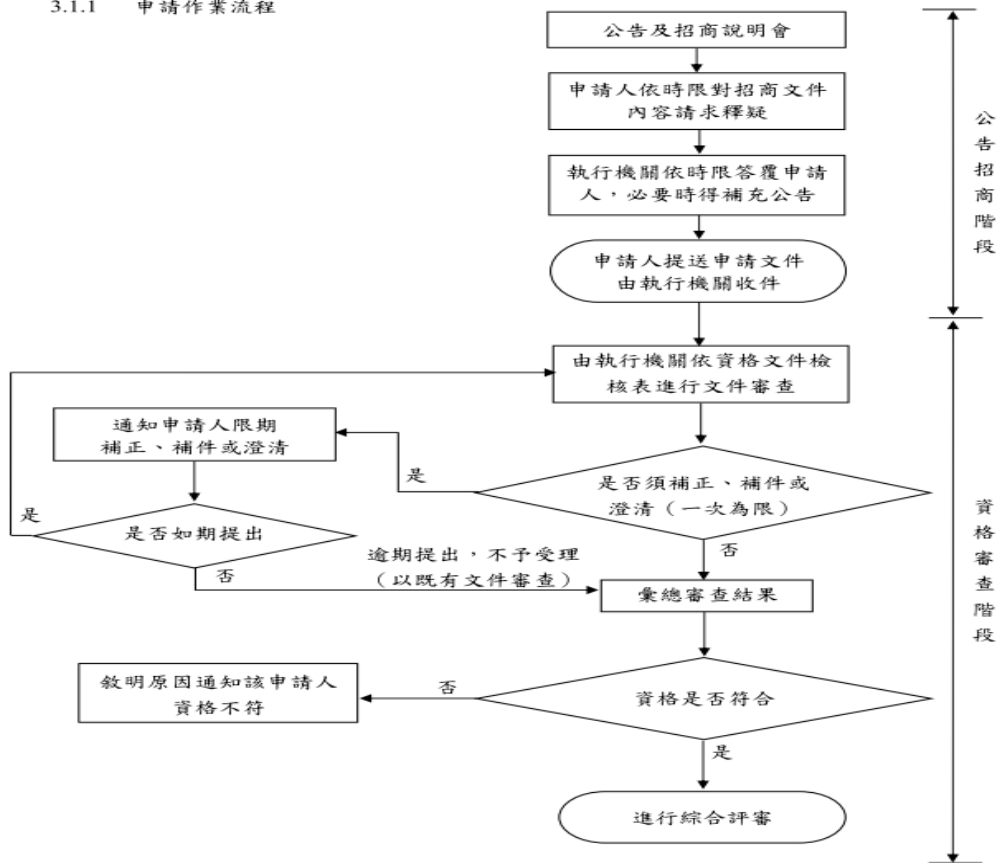 3.1.1 申請作業流程
公告及招商說明會
申請人依時限對招商文件
內容請求釋疑
執行機關依時限答覆申請
人，必要時得補充公告
申請人提送申請文件
由執行機關收件
公告招商階段
由執行機關依資格文件檢
核表進行文件審查
通知申請人限期
補正、補件或澄清
是
是否須補正、補件或
澄清（一次為限）
是
是否如期提出
否
逾期提出，不予受理
（以既有文件審查）
否
彙總審查結果
敘明原因通知該申請人
資格不符
否
資格是否符合
是
進行綜合評審
資格審查階段